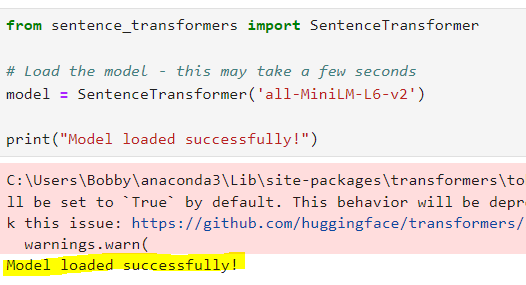 from sentence_transformers import SentenceTransformer
# Load the model - this may take a few seconds
model = SentenceTransformer('all-MiniLM-L6-v2')
print("Model loaded successfully!")
C:\Users\Bobby\anaconda3\Lib\site-packages\transformers\to
ll be set to `True` by default. This behavior will be depr
k this issue: https://github.com/huggingface/transformers/
warnings.warn(
Model loaded successfully!